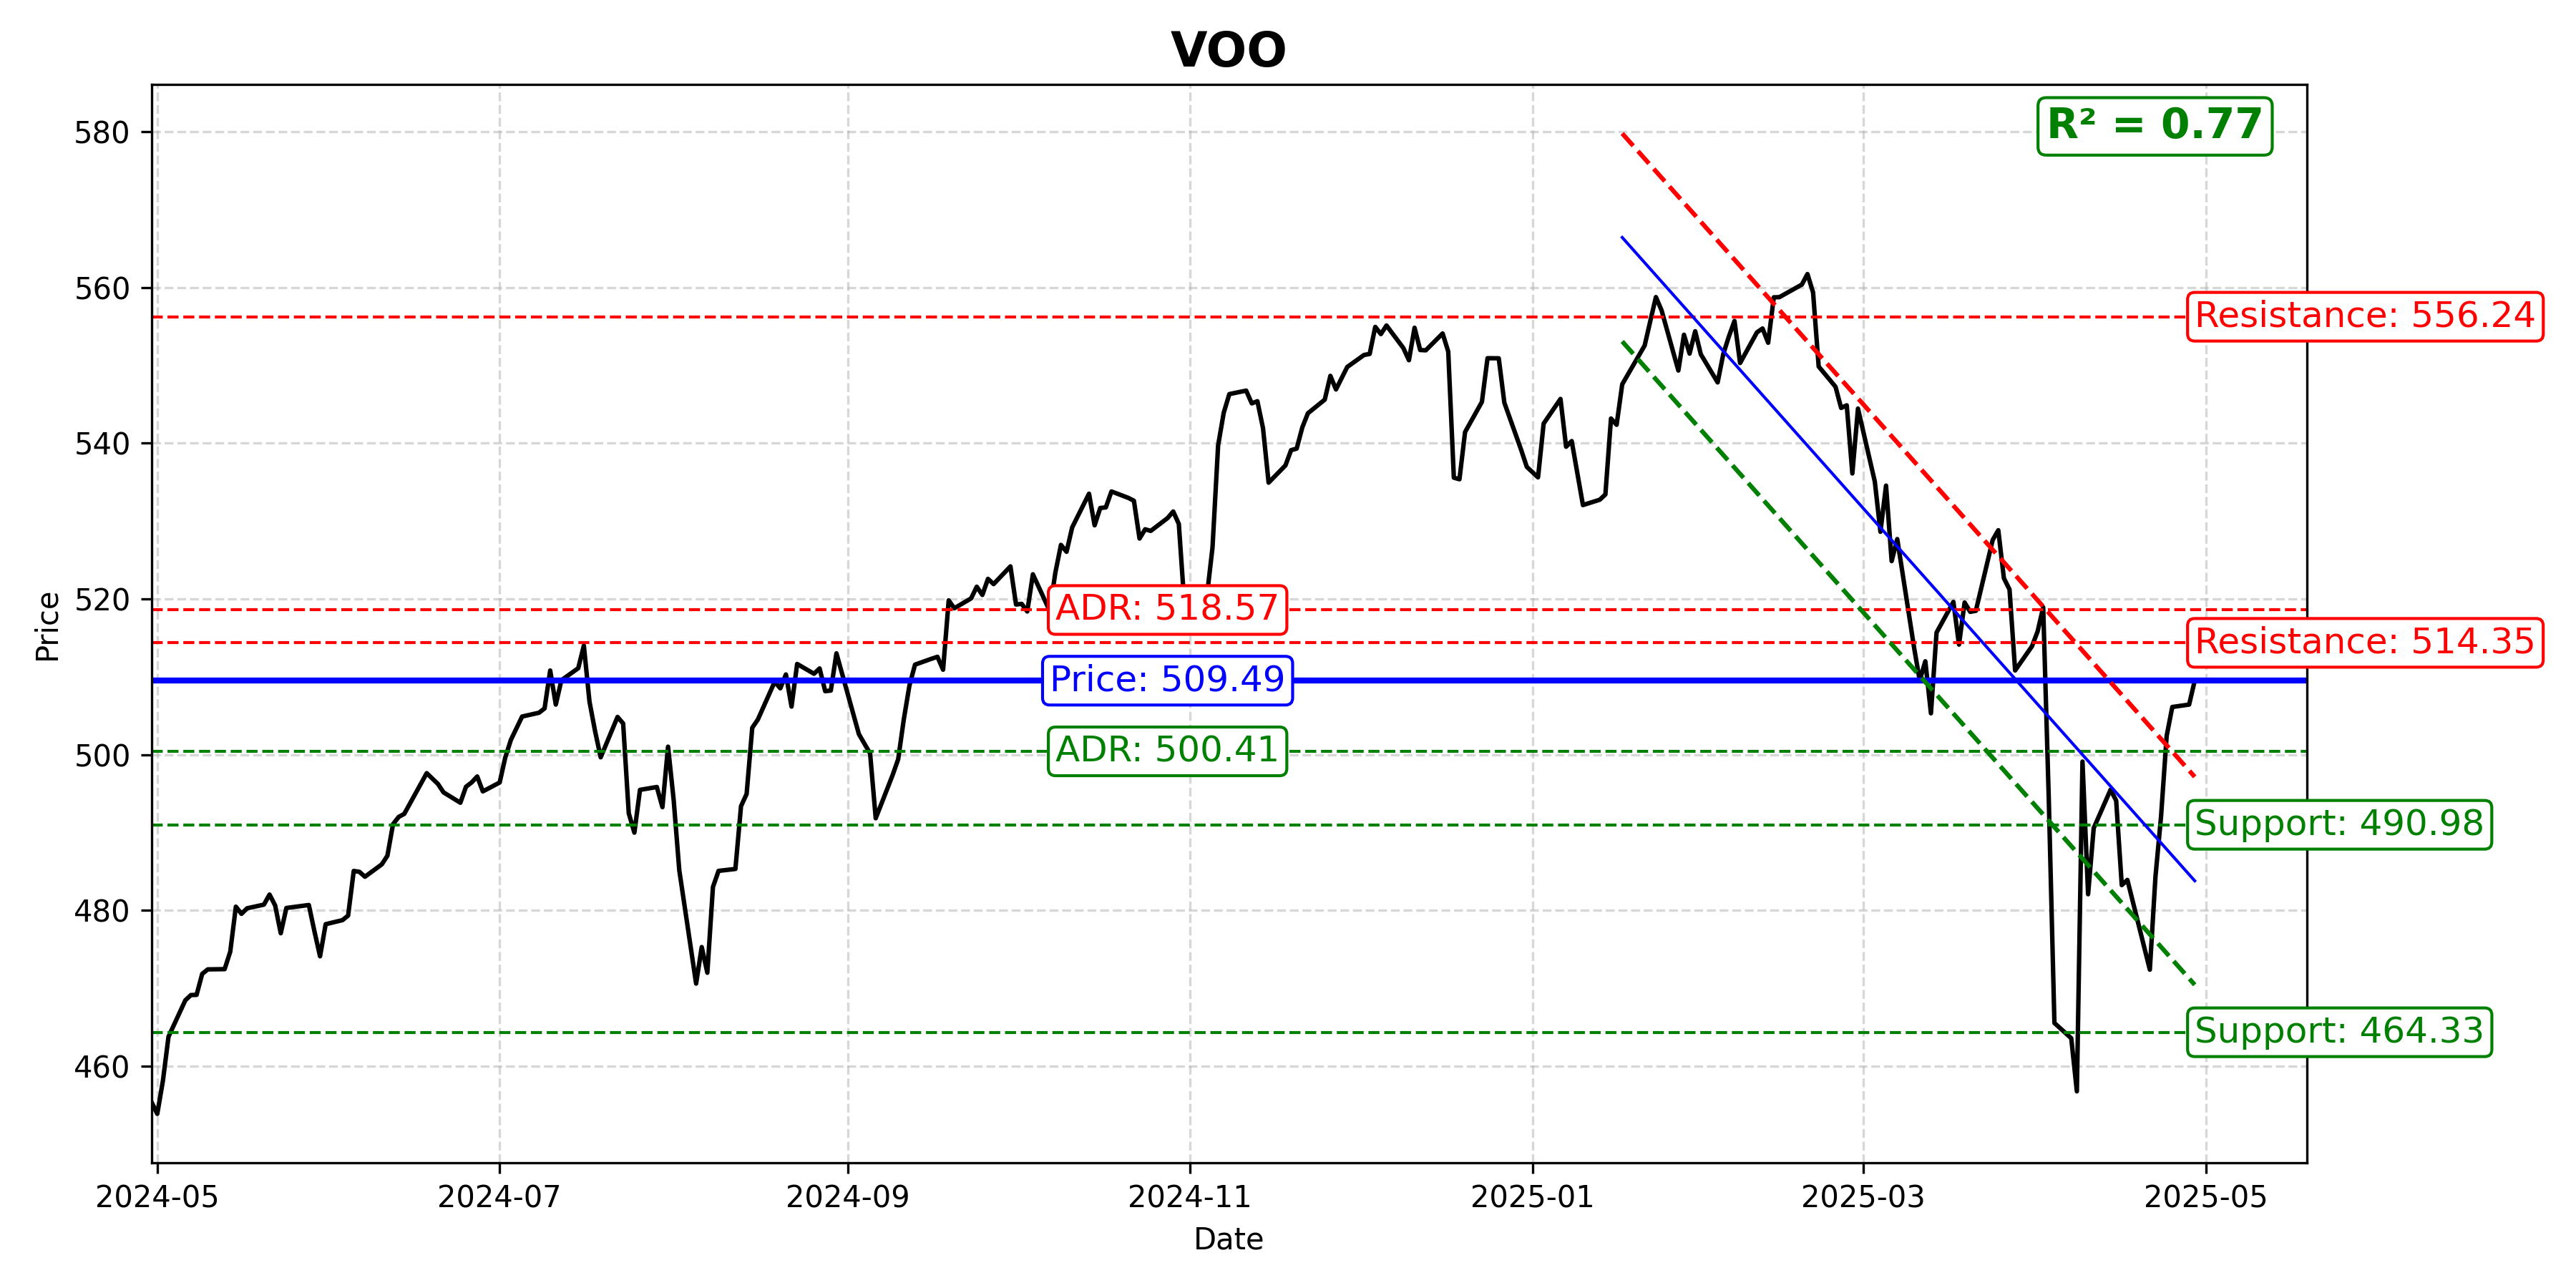 VOO
R² = 0.77
580
560
540
520
500
480
460
Price
Resistance: 556.24
ADR: 518.57
Resistance: 514.35
Price: 509.49
ADR: 500.41
Support: 490.98
Support: 464.33
2024-05
2024-07
2024-09
2024-11
2025-01
2025-03
2025-05
Date